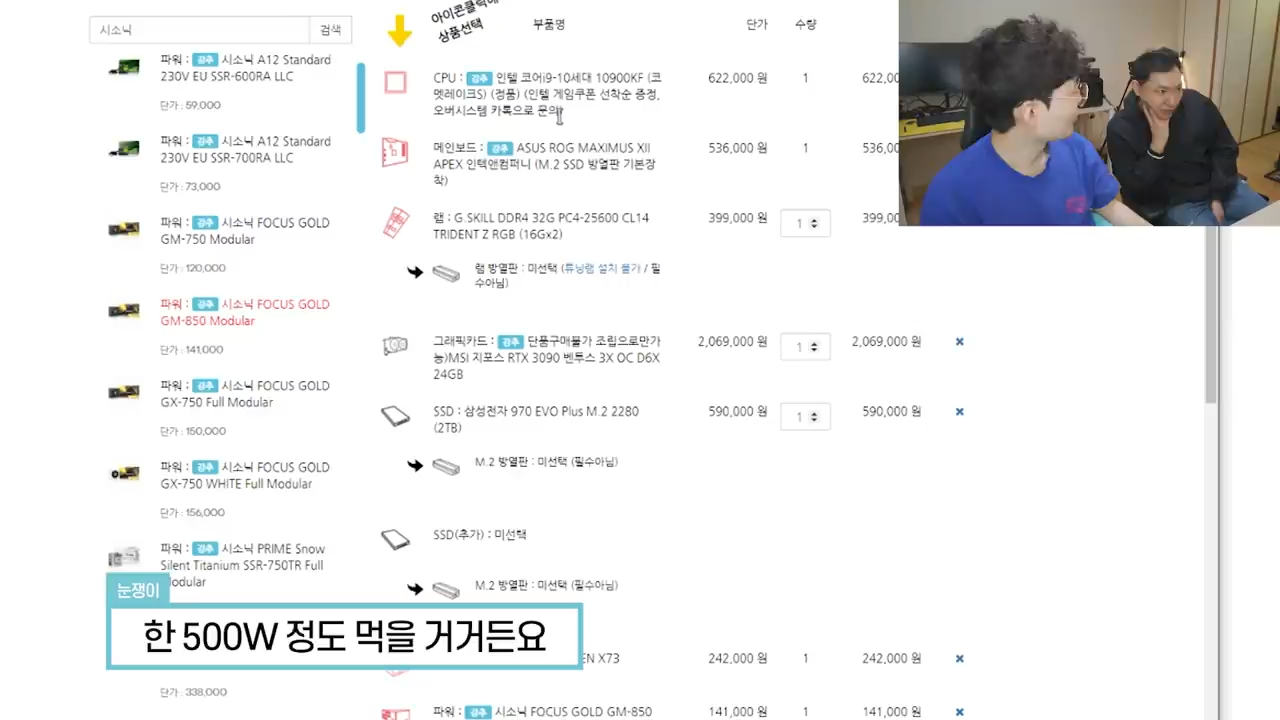 시소닉
검색
파워 : 강추 시소닉 A12 Standard
230V EU SSR-600RA LLC
단가 : 59,000
파워 : 강추 시소닉 A12 Standard
230V EU SSR-700RA LLC
단가 : 73,000
파워 : 강추 시소닉 FOCUS GOLD
GM-750 Modular
단가 : 120,000
파워 : 강추 시소닉 FOCUS GOLD
GM-850 Modular
단가 : 141,000
파워 : 강추 시소닉 FOCUS GOLD
GX-750 Full Modular
단가 : 150,000
파워 : 강추 시소닉 FOCUS GOLD
GX-750 WHITE Full Modular
단가 : 156,000
파워 : 강추 시소닉 PRIME Snow
Silent Titanium SSR-750TR Full
Modular
단가 : 338,000
아이콘클릭해
상품선택
부품명
단가
수량
CPU : 강추 인텔 코어i9-10세대 10900KF (코
멧레이크S) (정품) (인텔 게임쿠폰 선착순 증정,
오버시스템 카톡으로 문의)
622,000 원
1
622,0
메인보드 : 강추 ASUS ROG MAXIMUS XII
APEX 인텍앤컴퍼니 (M.2 SSD 방열판 기본장
착)
536,000 원
1
536,0
램 : G.SKILL DDR4 32G PC4-25600 CL14
TRIDENT Z RGB (16Gx2)
399,000 원
1
399,0
램 방열판 : 미선택 (튜닝램 설치 불가 / 필
수아님)
그래픽카드 : 강추 단품구매불가 조립으로만가
능)MSI 지포스 RTX 3090 벤투스 3X OC D6X
24GB
2,069,000 원
1
2,069,000 원
SSD : 삼성전자 970 EVO Plus M.2 2280
(2TB)
590,000 원
1
590,000 원
M.2 방열판 : 미선택 (필수아님)
SSD(추가) : 미선택
M.2 방열판 : 미선택 (필수아님)
눈쟁이
한 500W 정도 먹을 거거든요
EN X73
242,000 원
1
242,000 원
파워 : 강추 시소닉 FOCUS GOLD GM-850
141,000 원
1
141,000 원